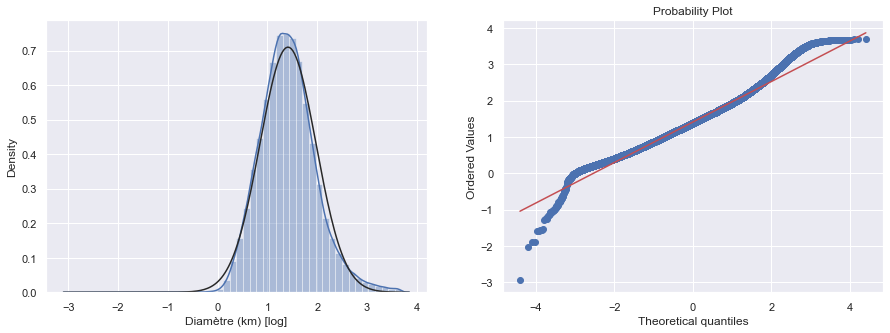 0.7
0.6
0.5
0.4
0.3
0.2
0.1
0.0
Density
−3 −2 −1 0 1 2 3 4
Diamètre (km) [log]
Probability Plot
4
3
2
1
0
−1
−2
−3
Ordered Values
−4 −2 0 2 4
Theoretical quantiles